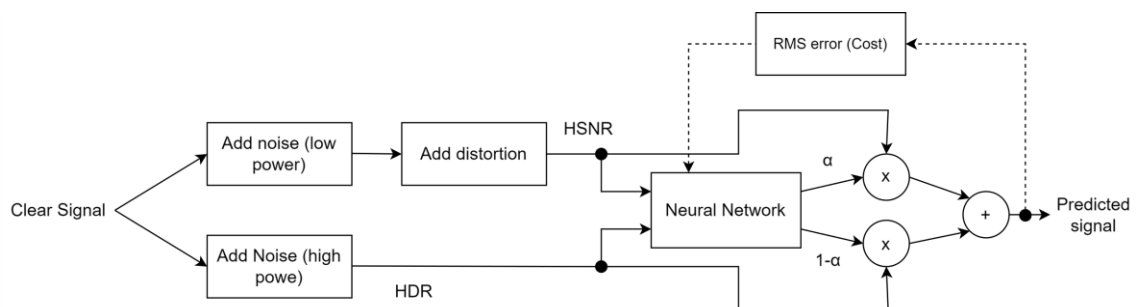 RMS error (Cost)
Add noise (low
power)
Add distortion
HSNR
α
x
Clear Signal
Neural Network
+
Predicted
signal
Add Noise (high
powe)
HDR
1-α
x